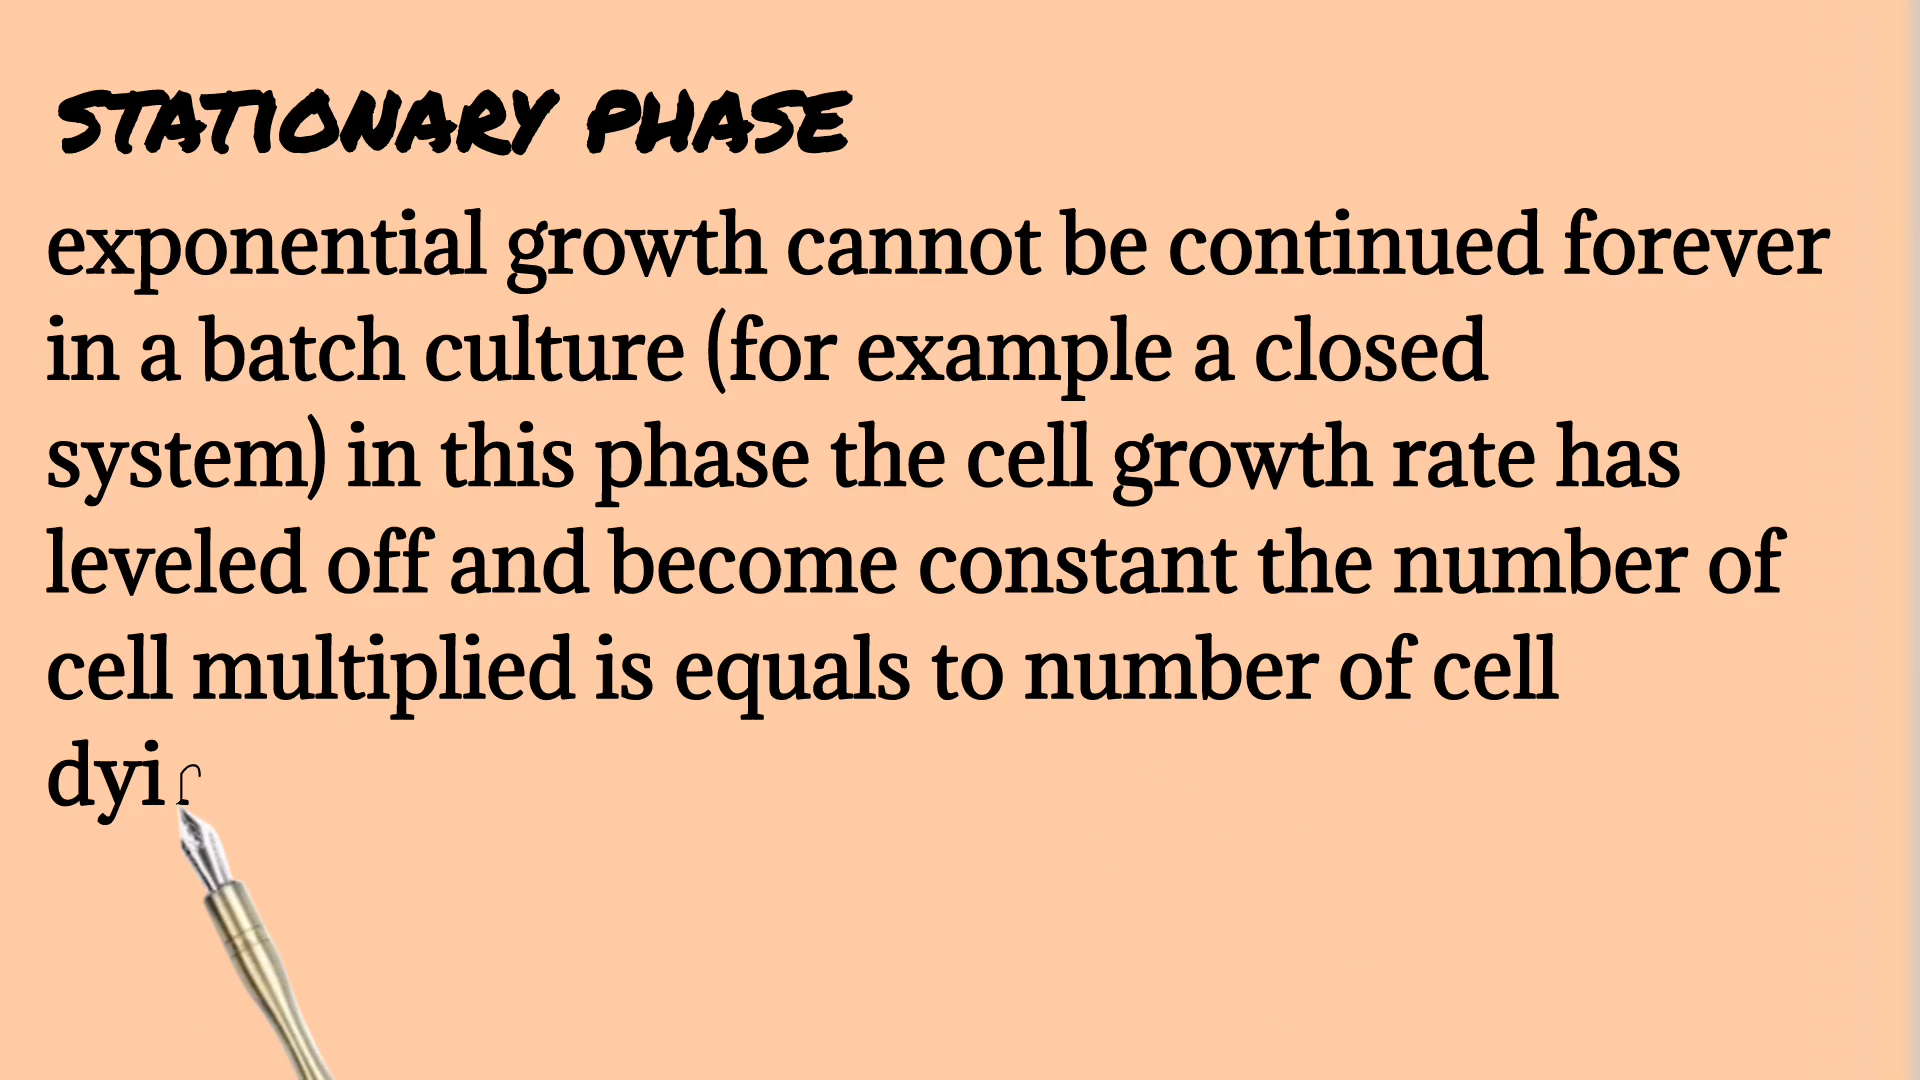 STATIONARY PHASE
exponential growth cannot be continued forever
in a batch culture (for example a closed
system) in this phase the cell growth rate has
leveled off and become constant the number of
cell multiplied is equals to number of cell
dyi